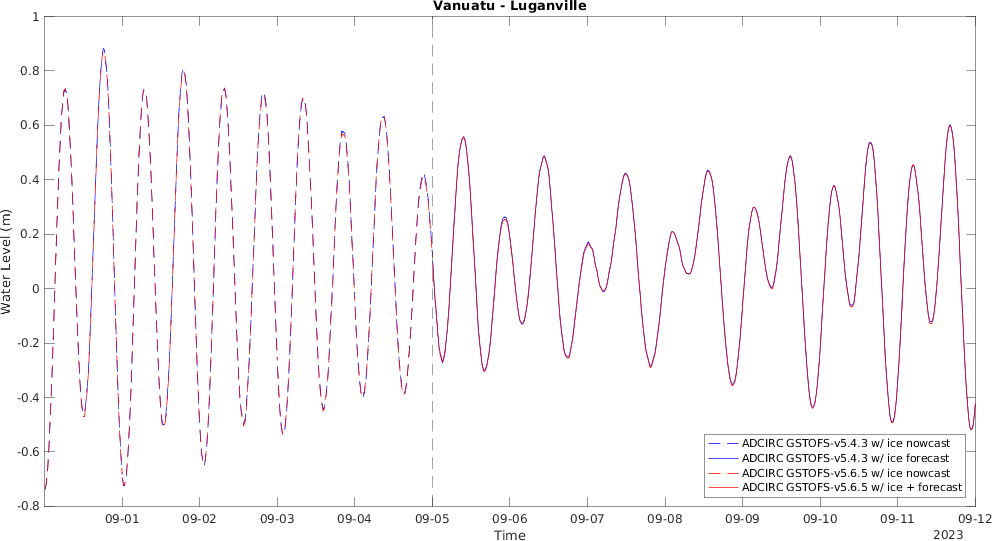 Vanuatu - Luganville
1
0.8
0.6
0.4
0.2
0
-0.2
-0.4
-0.6
-0.8
Water Level (m)
09-01 09-02 09-03 09-04 09-05 09-06 09-07 09-08 09-09 09-10 09-11 09-12
Time
2023
ADCIRC GSTOFS-v5.4.3 w/ ice nowcast
ADCIRC GSTOFS-v5.4.3 w/ ice forecast
ADCIRC GSTOFS-v5.6.5 w/ ice nowcast
ADCIRC GSTOFS-v5.6.5 w/ ice + forecast